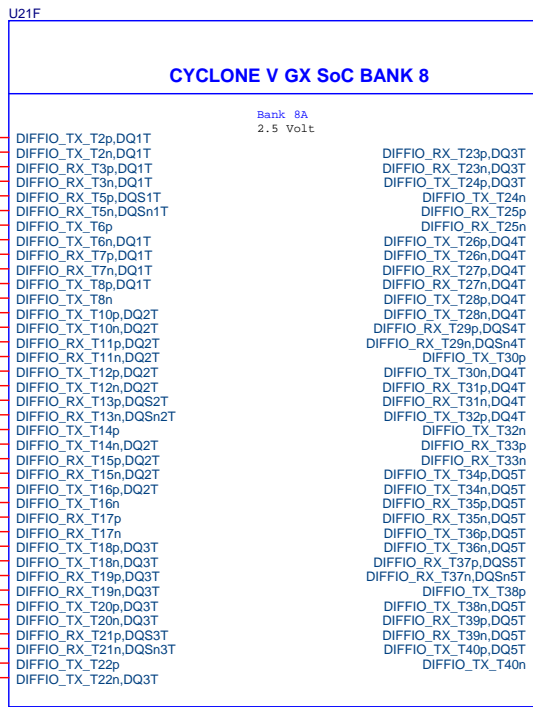 U21F
CYCLONE V GX SoC BANK 8
Bank 8A
2.5 Volt
DIFFIO_TX_T2p,DQ1T
DIFFIO_TX_T2n,DQ1T
DIFFIO_RX_T3p,DQ1T
DIFFIO_RX_T3n,DQ1T
DIFFIO_RX_T5p,DQS1T
DIFFIO_RX_T5n,DQSn1T
DIFFIO_TX_T6p
DIFFIO_TX_T6n,DQ1T
DIFFIO_RX_T7p,DQ1T
DIFFIO_RX_T7n,DQ1T
DIFFIO_TX_T8p,DQ1T
DIFFIO_TX_T8n
DIFFIO_TX_T10p,DQ2T
DIFFIO_TX_T10n,DQ2T
DIFFIO_RX_T11p,DQ2T
DIFFIO_RX_T11n,DQ2T
DIFFIO_TX_T12p,DQ2T
DIFFIO_TX_T12n,DQ2T
DIFFIO_RX_T13p,DQS2T
DIFFIO_RX_T13n,DQSn2T
DIFFIO_TX_T14p
DIFFIO_TX_T14n,DQ2T
DIFFIO_RX_T15p,DQ2T
DIFFIO_RX_T15n,DQ2T
DIFFIO_TX_T16p,DQ2T
DIFFIO_TX_T16n
DIFFIO_RX_T17p
DIFFIO_RX_T17n
DIFFIO_TX_T18p,DQ3T
DIFFIO_TX_T18n,DQ3T
DIFFIO_RX_T19p,DQ3T
DIFFIO_RX_T19n,DQ3T
DIFFIO_TX_T20p,DQ3T
DIFFIO_TX_T20n,DQ3T
DIFFIO_RX_T21p,DQS3T
DIFFIO_RX_T21n,DQSn3T
DIFFIO_TX_T22p
DIFFIO_TX_T22n,DQ3T
DIFFIO_RX_T23p,DQ3T
DIFFIO_RX_T23n,DQ3T
DIFFIO_TX_T24p,DQ3T
DIFFIO_TX_T24n
DIFFIO_RX_T25p
DIFFIO_RX_T25n
DIFFIO_TX_T26p,DQ4T
DIFFIO_TX_T26n,DQ4T
DIFFIO_RX_T27p,DQ4T
DIFFIO_RX_T27n,DQ4T
DIFFIO_TX_T28p,DQ4T
DIFFIO_TX_T28n,DQ4T
DIFFIO_RX_T29p,DQS4T
DIFFIO_RX_T29n,DQSn4T
DIFFIO_TX_T30p
DIFFIO_TX_T30n,DQ4T
DIFFIO_RX_T31p,DQ4T
DIFFIO_RX_T31n,DQ4T
DIFFIO_TX_T32p,DQ4T
DIFFIO_TX_T32n
DIFFIO_RX_T33p
DIFFIO_RX_T33n
DIFFIO_TX_T34p,DQ5T
DIFFIO_TX_T34n,DQ5T
DIFFIO_RX_T35p,DQ5T
DIFFIO_RX_T35n,DQ5T
DIFFIO_TX_T36p,DQ5T
DIFFIO_TX_T36n,DQ5T
DIFFIO_RX_T37p,DQS5T
DIFFIO_RX_T37n,DQSn5T
DIFFIO_TX_T38p
DIFFIO_TX_T38n,DQ5T
DIFFIO_RX_T39p,DQ5T
DIFFIO_RX_T39n,DQ5T
DIFFIO_TX_T40p,DQ5T
DIFFIO_TX_T40n